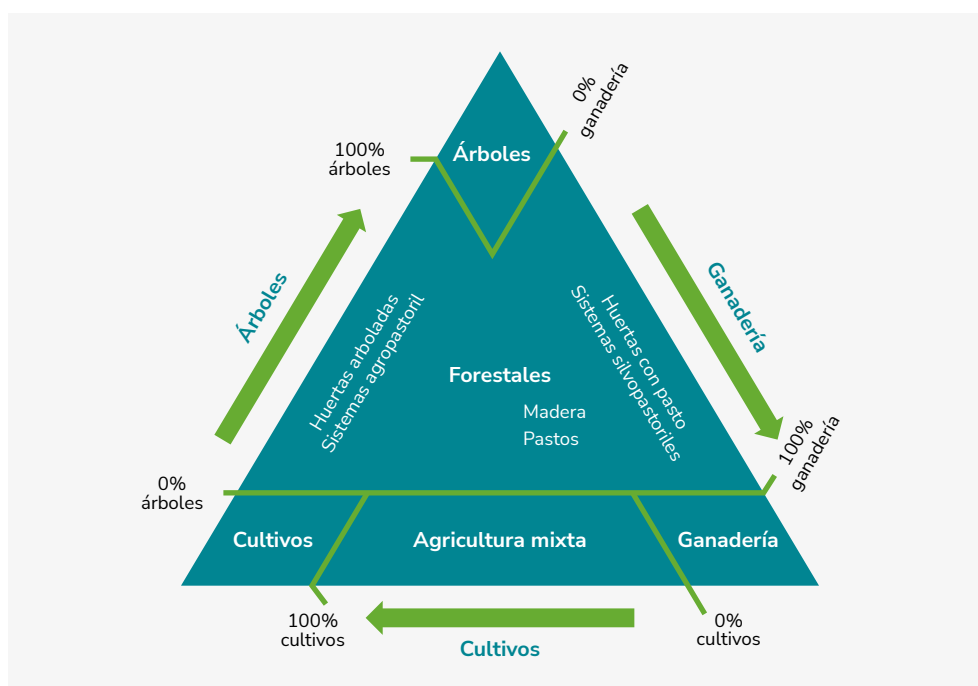 0%
ganadería
100%
árboles
Árboles
Árboles
Ganadería
Huertas arboladas
Sistemas agropastoril
Huertas con pasto
Sistemas silvopastoriles
Forestales
Madera
Pastos
100%
ganadería
0%
árboles
Cultivos
Agricultura mixta
Ganadería
100%
cultivos
0%
cultivos
Cultivos